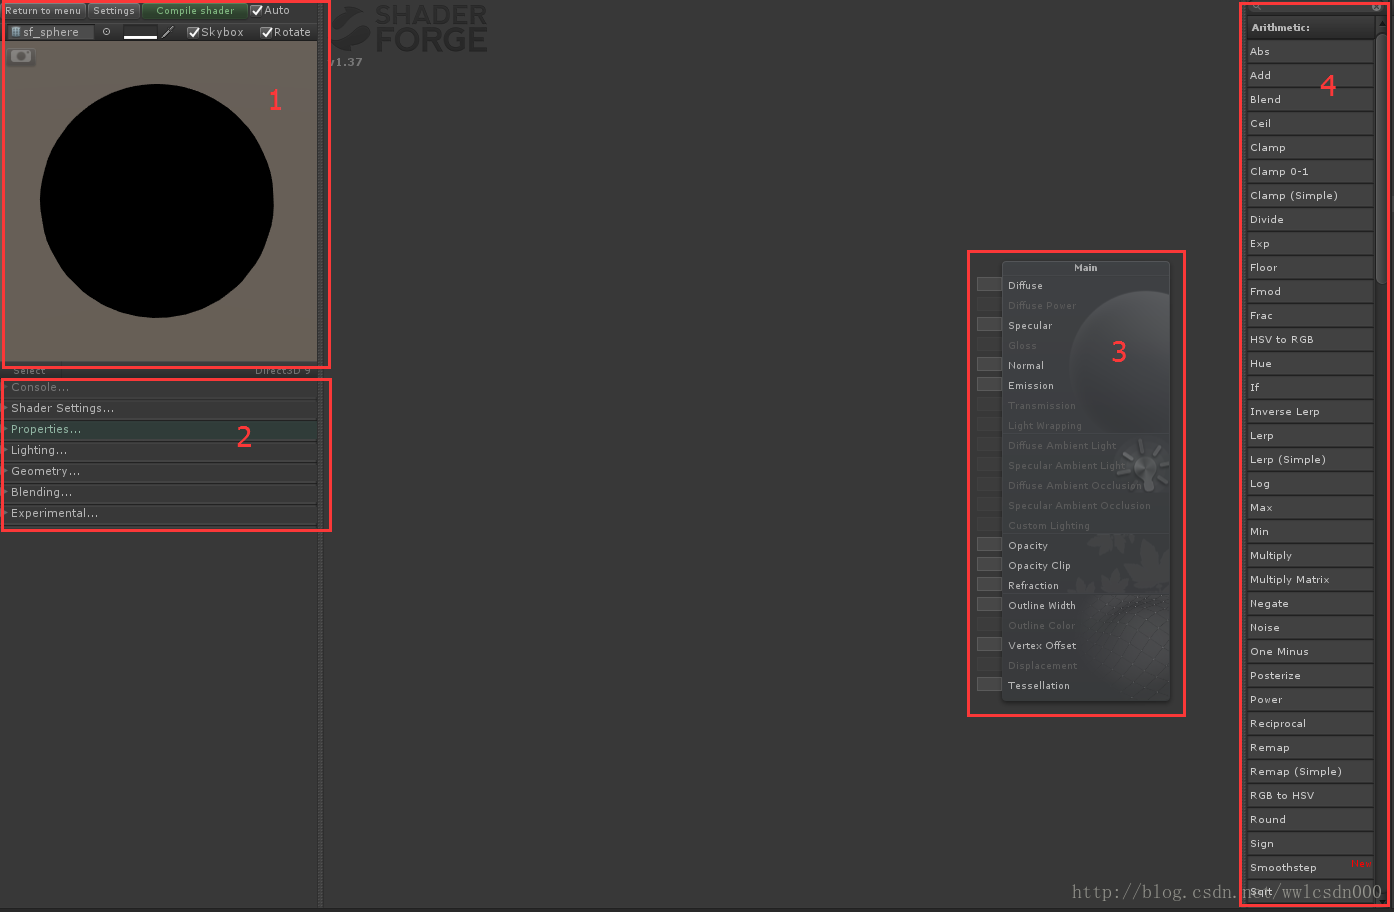 Return to menu Settings Compile shader Auto
sf_sphere Skybox Rotate
1
Select Direct3D 9
Console...
Shader Settings...
Properties...
2
Lighting...
Geometry...
Blending...
Experimental...
SHADER
FORGE
v1.37
Main
Diffuse
Diffuse Power
Specular
Gloss
3
Normal
Emission
Transmission
Light Wrapping
Diffuse Ambient Light
Specular Ambient Light
Diffuse Ambient Occlusion
Specular Ambient Occlusion
Custom Lighting
Opacity
Opacity Clip
Refraction
Outline Width
Outline Color
Vertex Offset
Displacement
Tessellation
Arithmetic:
Abs
Add
4
Blend
Ceil
Clamp
Clamp 0-1
Clamp (Simple)
Divide
Exp
Floor
Fmod
Frac
HSV to RGB
Hue
If
Inverse Lerp
Lerp
Lerp (Simple)
Log
Max
Min
Multiply
Multiply Matrix
Negate
Noise
One Minus
Posterize
Power
Reciprocal
Remap
Remap (Simple)
RGB to HSV
Round
Sign
Smoothstep New
Sqrt
http://blog.csdn.net/wwlcsdn000